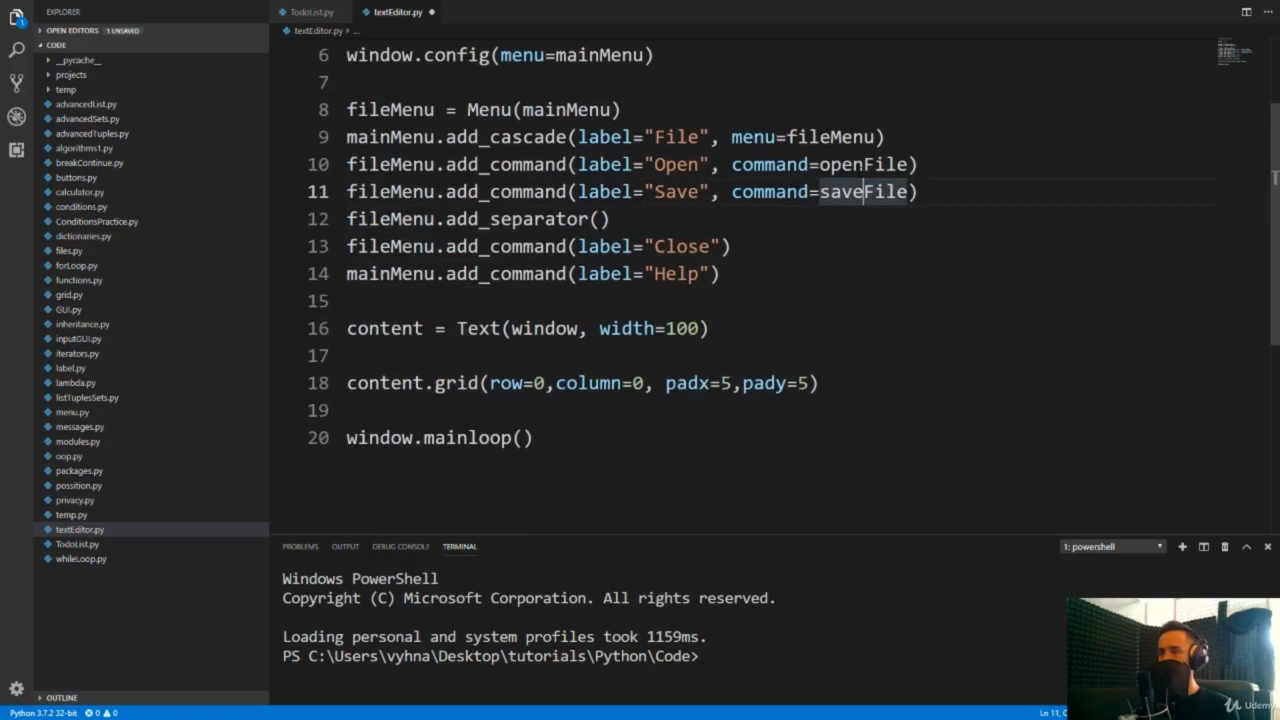 EXPLORER
OPEN EDITORS 1 UNSAVED
CODE
__pycache__
projects
temp
advancedList.py
advancedSets.py
advancedTuples.py
algorithms1.py
breakContinue.py
buttons.py
calculator.py
conditions.py
ConditionsPractice.py
dictionaries.py
files.py
forLoop.py
functions.py
grid.py
GUI.py
inheritance.py
inputGUI.py
iterators.py
label.py
lambda.py
listTuplesSets.py
menu.py
messages.py
modules.py
oop.py
packages.py
possition.py
privacy.py
temp.py
textEditor.py
TodoList.py
whileLoop.py
OUTLINE
TodoList.py textEditor.py
textEditor.py > ...
6 window.config(menu=mainMenu)
7
8 fileMenu = Menu(mainMenu)
9 mainMenu.add_cascade(label="File", menu=fileMenu)
10 fileMenu.add_command(label="Open", command=openFile)
11 fileMenu.add_command(label="Save", command=saveFile)
12 fileMenu.add_separator()
13 fileMenu.add_command(label="Close")
14 mainMenu.add_command(label="Help")
15
16 content = Text(window, width=100)
17
18 content.grid(row=0,column=0, padx=5,pady=5)
19
20 window.mainloop()
PROBLEMS OUTPUT DEBUG CONSOLE TERMINAL 1: powershell
Windows PowerShell
Copyright (C) Microsoft Corporation. All rights reserved.
Loading personal and system profiles took 1159ms.
PS C:\Users\vyhna\Desktop\tutorials\Python\Code>
Python 3.7.2 32-bit 0 0 Ln 11,
Udemy